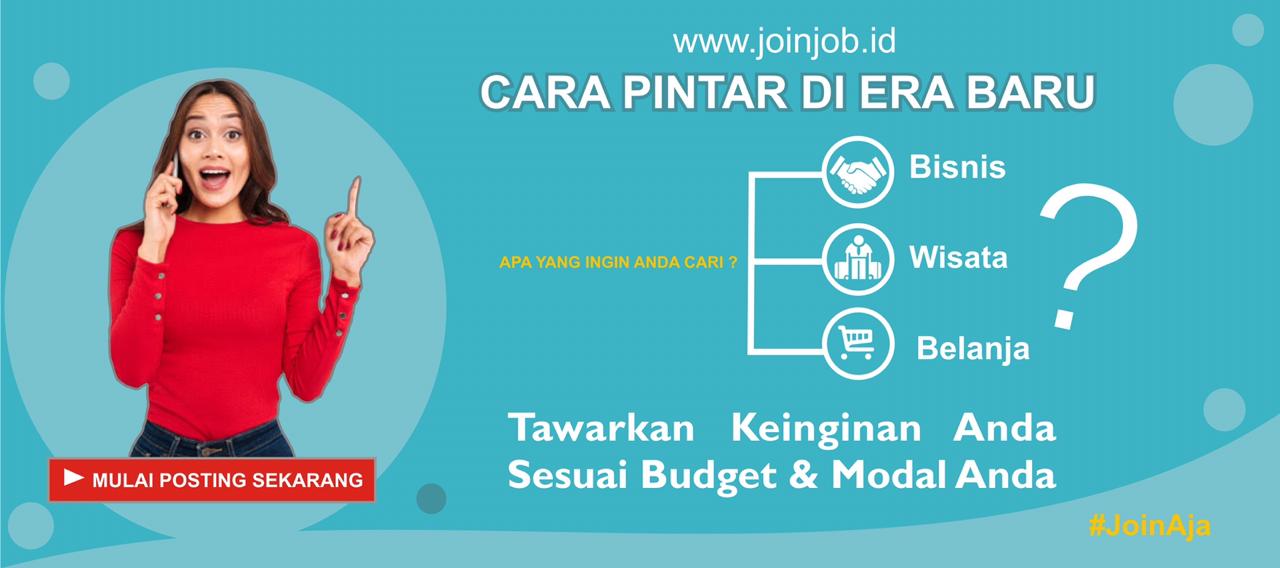 www.joinjob.id
CARA PINTAR DI ERA BARU
APA YANG INGIN ANDA CARI ?
Bisnis
Wisata
Belanja
?
Tawarkan Keinginan Anda
Sesuai Budget & Modal Anda
MULAI POSTING SEKARANG
#JoinAja